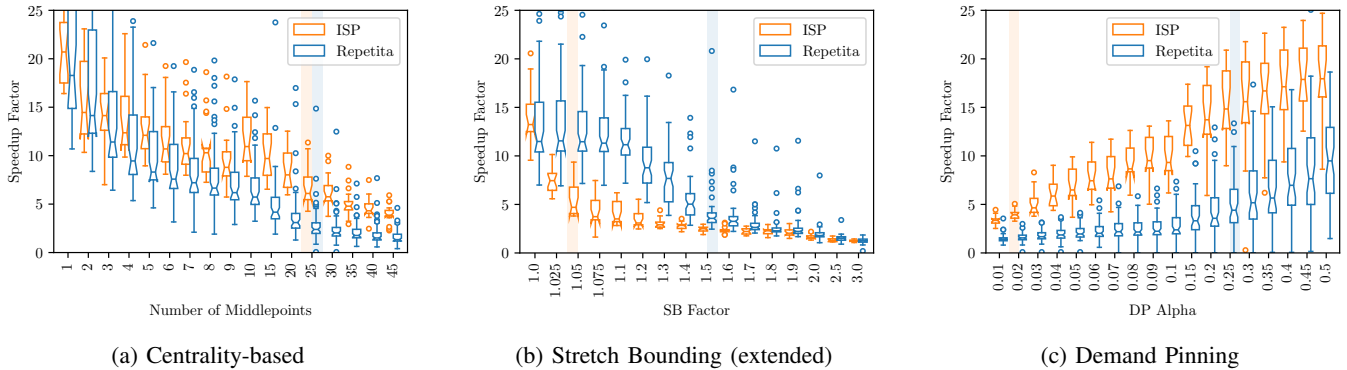 25
20
15
10
5
0
Speedup Factor
ISP
Repetita
1 2 3 4 5 6 7 8 9 10 15 20 25 30 35 40 45
Number of Middlepoints
(a) Centrality-based
25
20
15
10
5
0
Speedup Factor
ISP
Repetita
1.0 1.025 1.05 1.075 1.1 1.2 1.3 1.4 1.5 1.6 1.7 1.8 1.9 2.0 2.5 3.0
SB Factor
(b) Stretch Bounding (extended)
25
20
15
10
5
0
Speedup Factor
ISP
Repetita
0.01 0.02 0.03 0.04 0.05 0.06 0.07 0.08 0.09 0.1 0.15 0.2 0.25 0.3 0.35 0.4 0.45 0.5
DP Alpha
(c) Demand Pinning